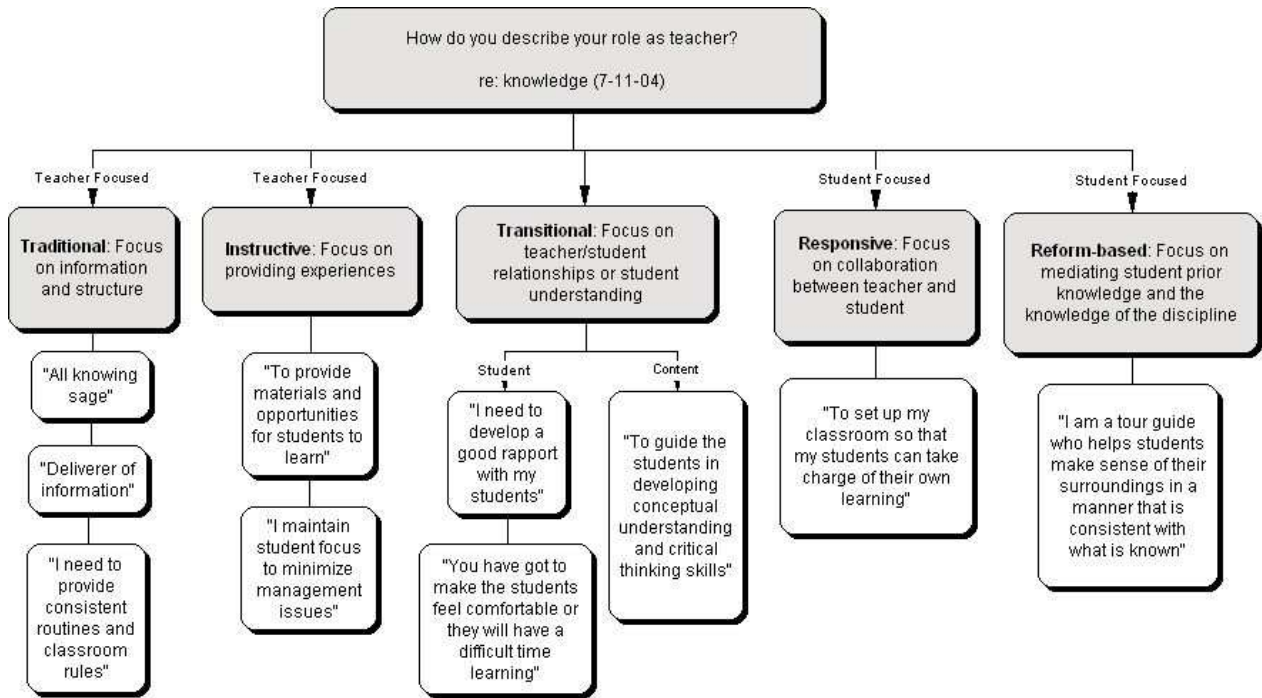 How do you describe your role as teacher?
re: knowledge (7-11-04)
Teacher Focused
Traditional: Focus
on information
and structure
"All knowing
sage"
"Deliverer of
information"
"I need to
provide
consistent
routines and
classroom
rules"
Teacher Focused
Instructive: Focus on
providing experiences
"To provide
materials and
opportunities
for students to
learn"
"I maintain
student focus
to minimize
management
issues"
Transitional: Focus on
teacher/student
relationships or student
understanding
Student
"I need to
develop a
good rapport
with my
students"
"You have got to
make the students
feel comfortable or
they will have a
difficult time
learning"
Content
"To guide the
students in
developing
conceptual
understanding
and critical
thinking skills"
Student Focused
Responsive: Focus
on collaboration
between teacher and
student
"To set up my
classroom so that
my students can take
charge of their own
learning"
Student Focused
Reform-based: Focus on
mediating student prior
knowledge and the
knowledge of the discipline
"I am a tour guide
who helps students
make sense of their
surroundings in a
manner that is
consistent with
what is known"